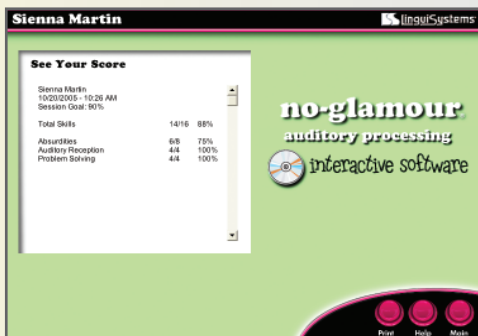 Sienna Martin
LinguiSystems
See Your Score
Sienna Martin
10/20/2005 - 10:26 AM
Session Goal: 90%
Total Skills 14/16 88%
Absurdities 6/8 75%
Auditory Reception 4/4 100%
Problem Solving 4/4 100%
no-glamour
auditory processing
interactive software
Print Help Main